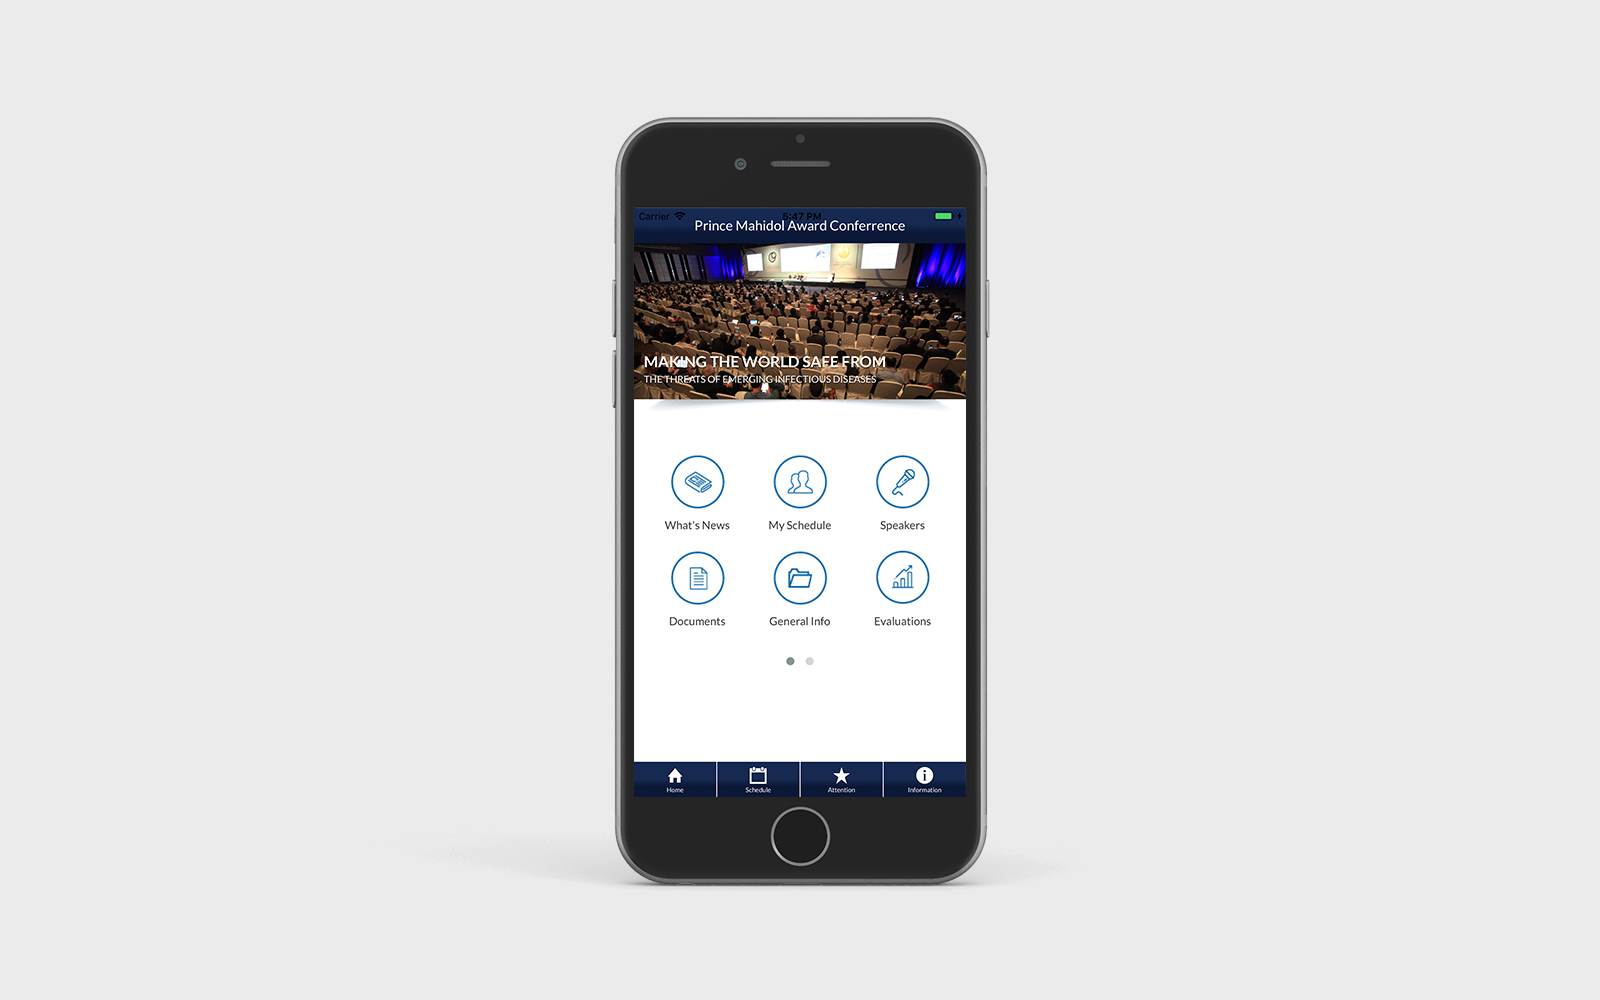 Carrier 5:47 PM
Prince Mahidol Award Conferrence
MAKING THE WORLD SAFE FROM
THE THREATS OF EMERGING INFECTIOUS DISEASES
What's News My Schedule Speakers
Documents General Info Evaluations
Home Schedule Attention Information